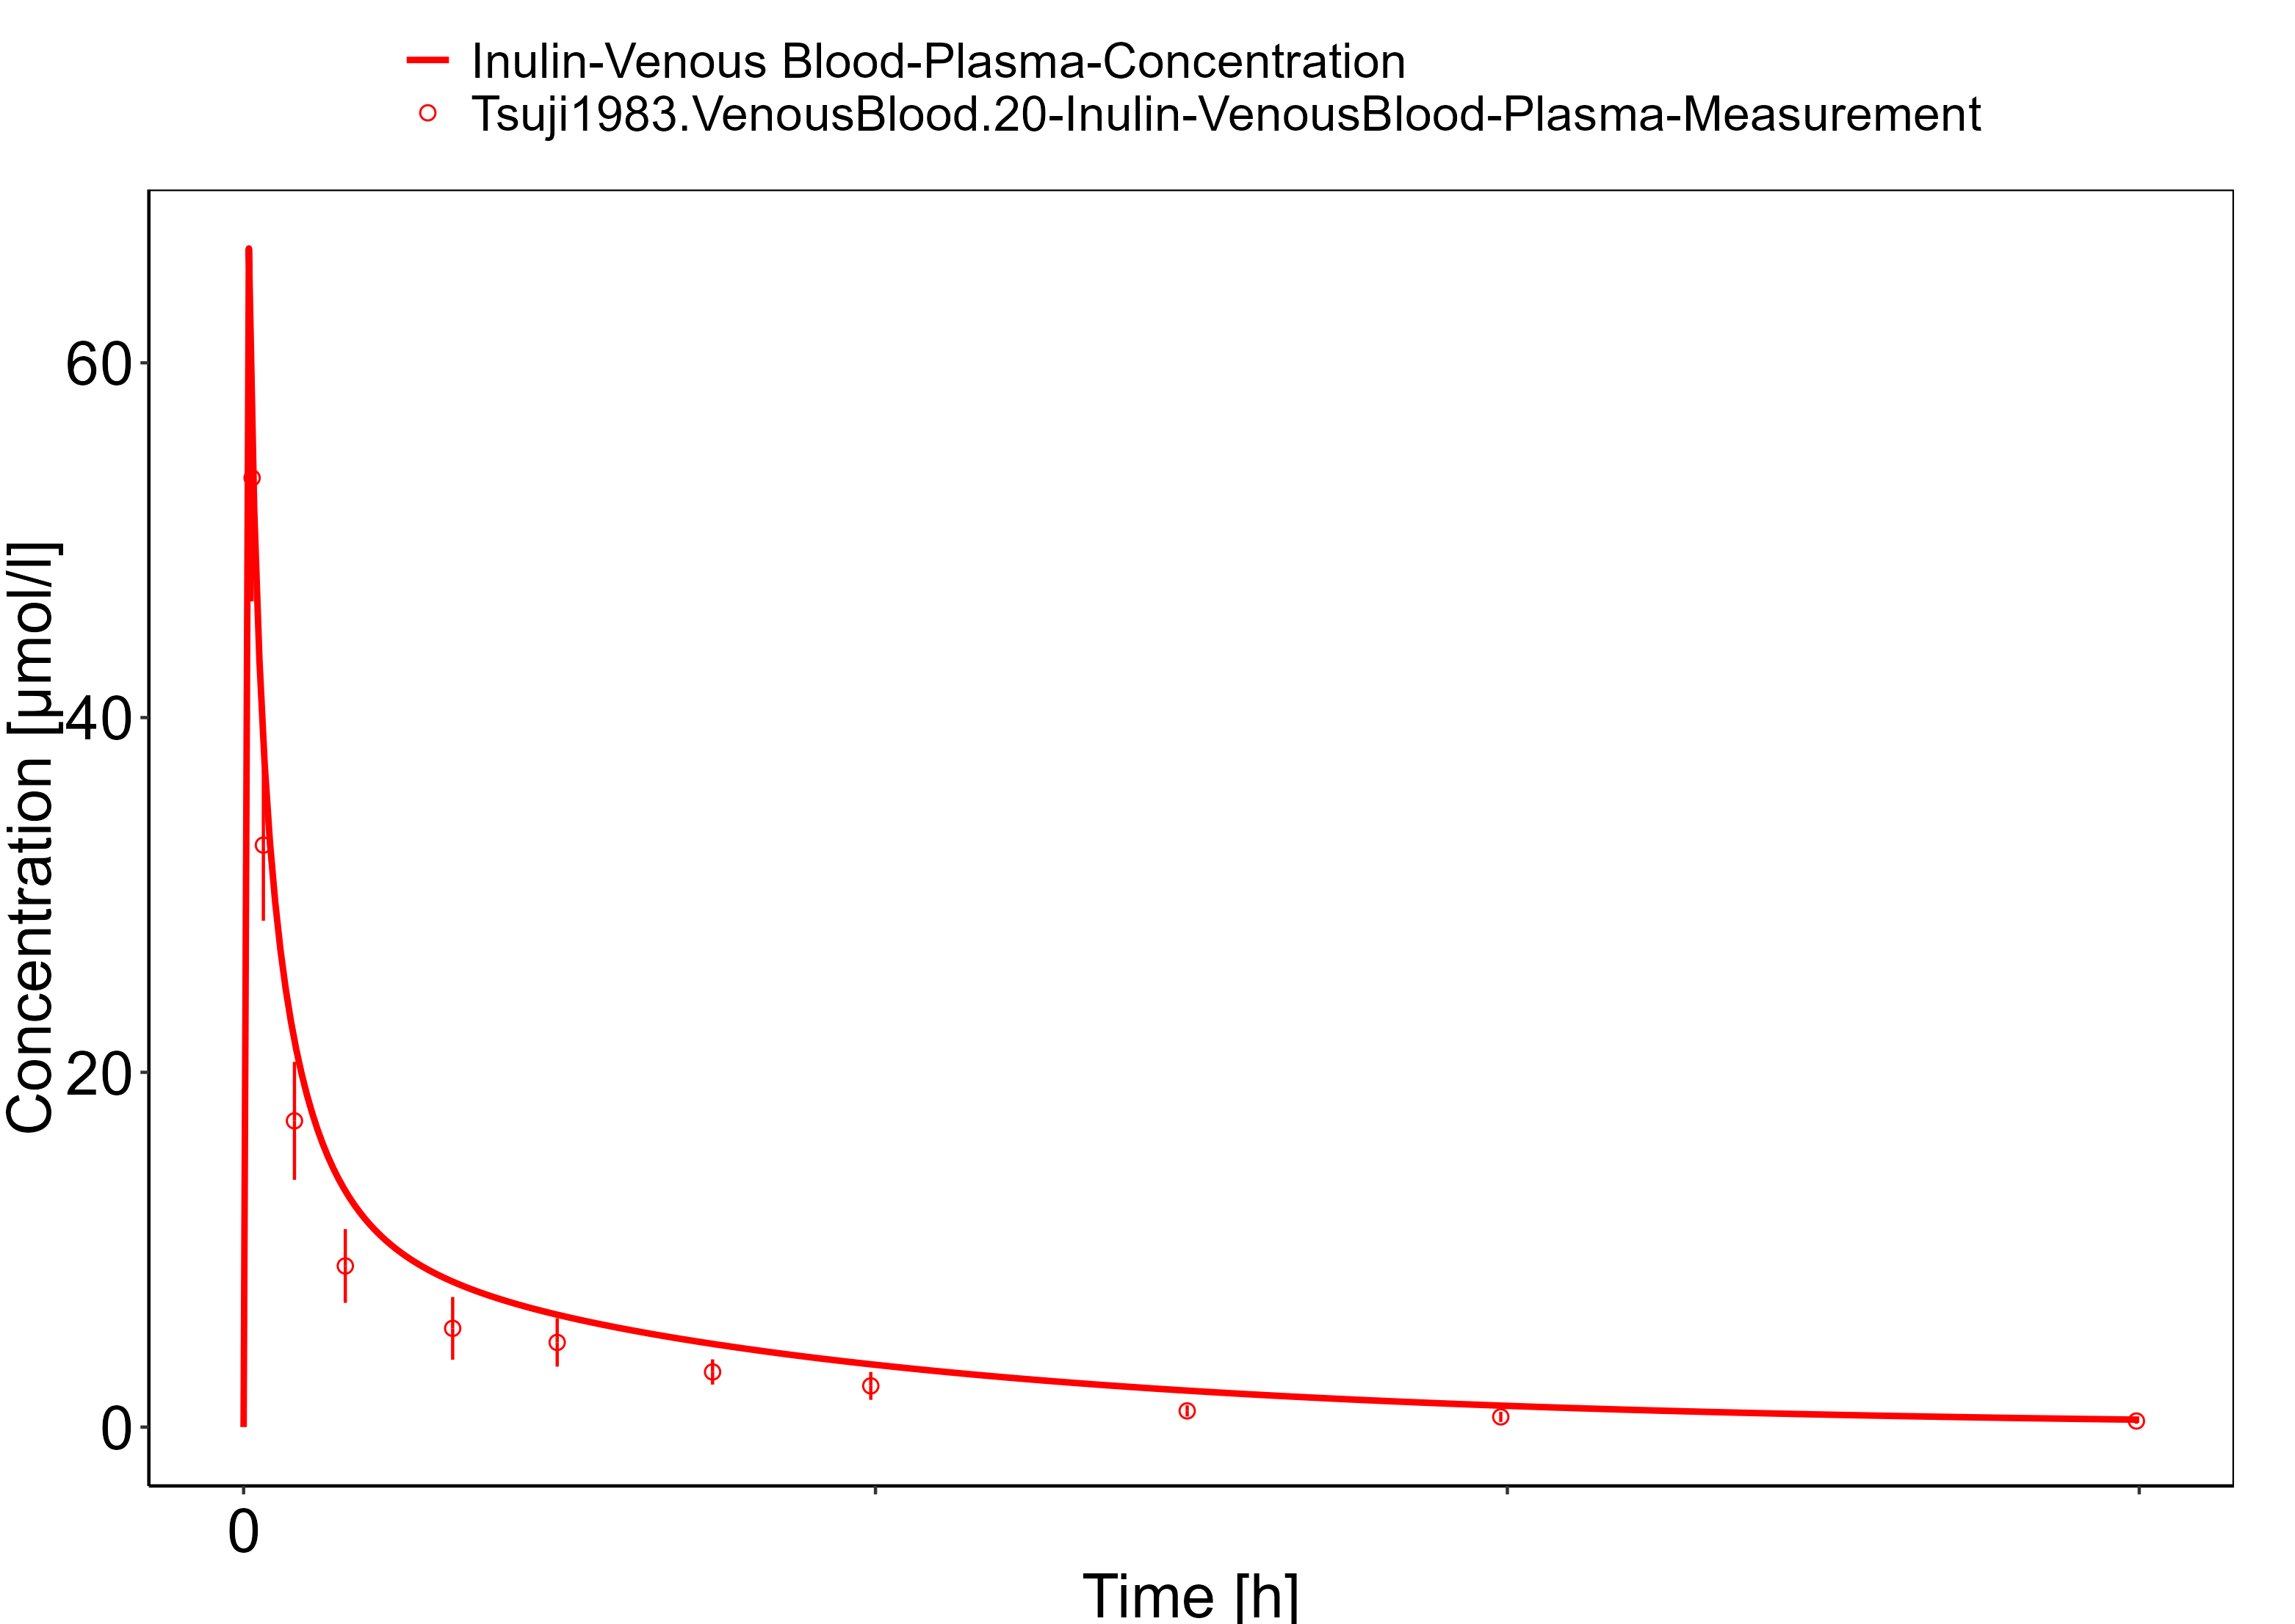 Inulin-Venous Blood-Plasma-Concentration
Tsuji1983.VenousBlood.20-Inulin-VenousBlood-Plasma-Measurement
Concentration [µmol/l]
60
40
20
0
0
Time [h]